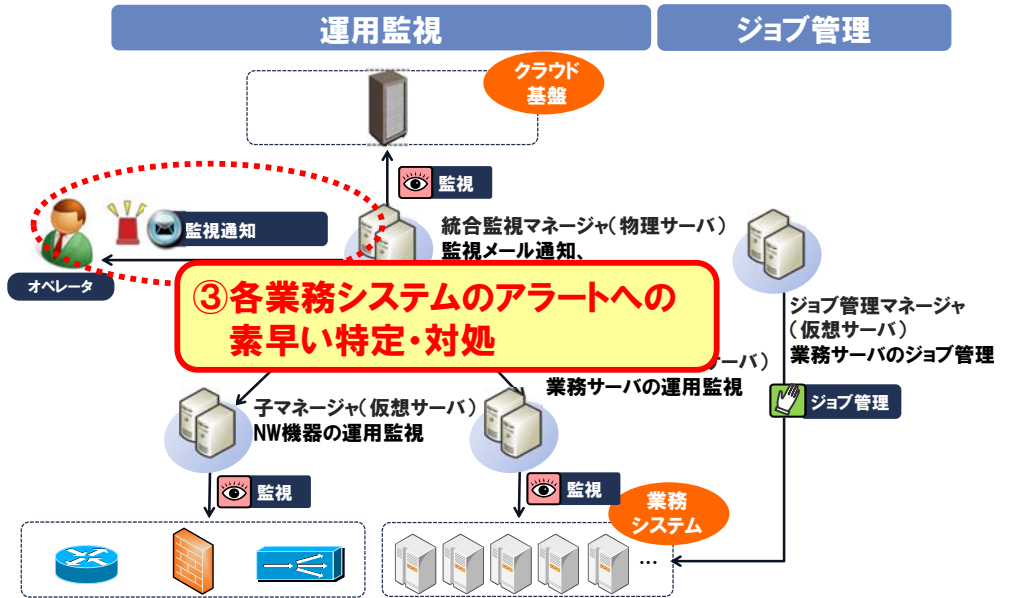 運用監視
ジョブ管理
クラウド
基盤
監視
監視通知
オペレータ
統合監視マネージャ(物理サーバ)
監視メール通知、
③各業務システムのアラートへの
素早い特定・対処
ジョブ管理マネージャ
(仮想サーバ)
業務サーバのジョブ管理
ーバ)
業務サーバの運用監視
ジョブ管理
子マネージャ(仮想サーバ)
NW機器の運用監視
監視
監視
業務
システム
…